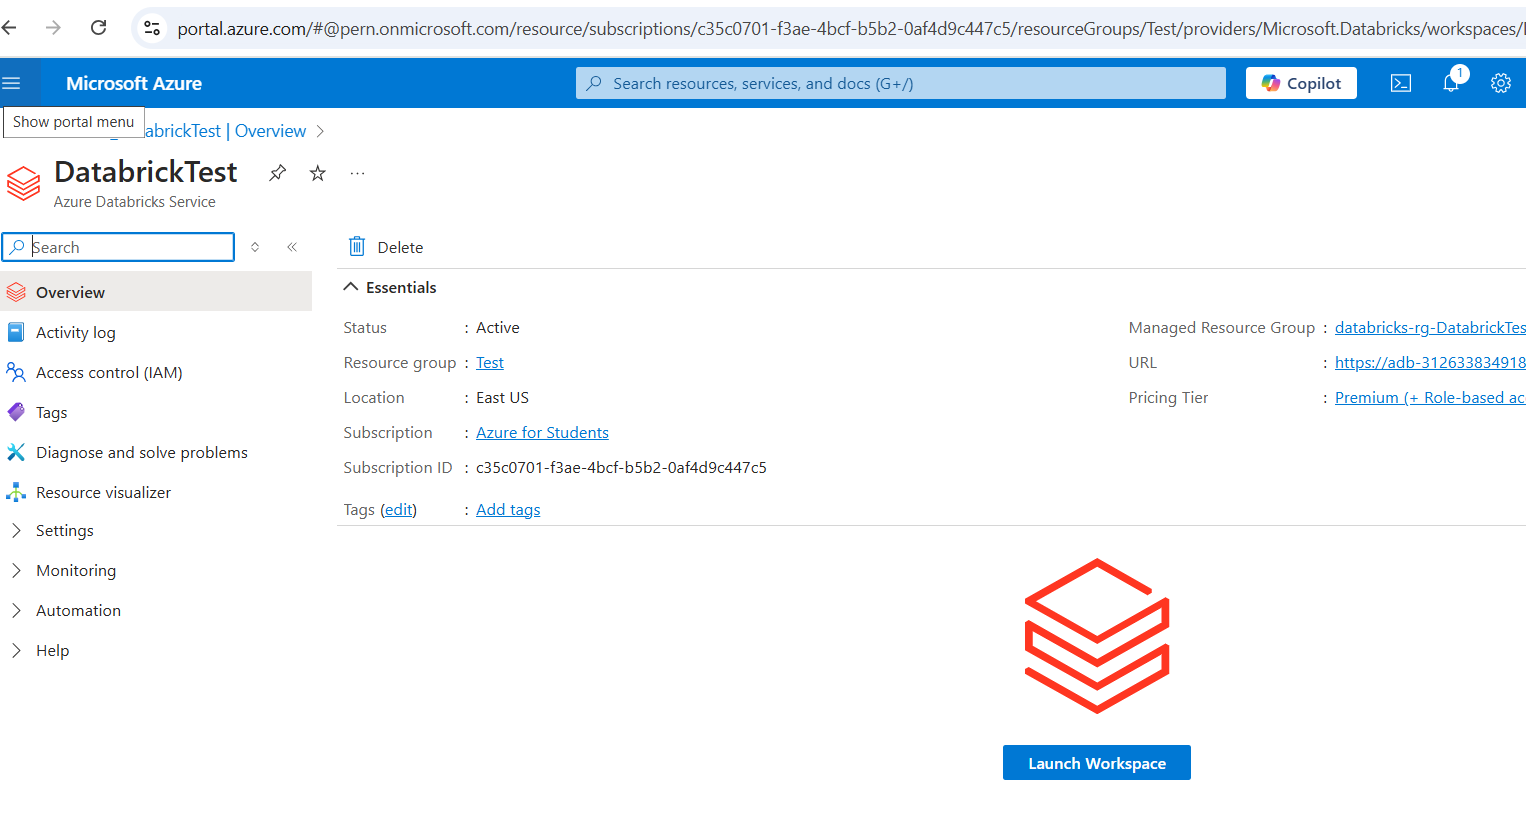 portal.azure.com/#@pern.onmicrosoft.com/resource/subscriptions/c35c0701-f3ae-4bcf-b5b2-0af4d9c447c5/resourceGroups/Test/providers/Microsoft.Databricks/workspaces/
Microsoft Azure
Search resources, services, and docs (G+/)
Copilot
1
Show portal menu
abrickTest | Overview
DatabrickTest
Azure Databricks Service
Search
Delete
Overview
Activity log
Access control (IAM)
Tags
Diagnose and solve problems
Resource visualizer
Settings
Monitoring
Automation
Help
Essentials
Status : Active
Resource group : Test
Location : East US
Subscription : Azure for Students
Subscription ID : c35c0701-f3ae-4bcf-b5b2-0af4d9c447c5
Tags (edit) : Add tags
Managed Resource Group : databricks-rg-DatabrickTes
URL : https://adb-312633834918
Pricing Tier : Premium (+ Role-based ac
Launch Workspace